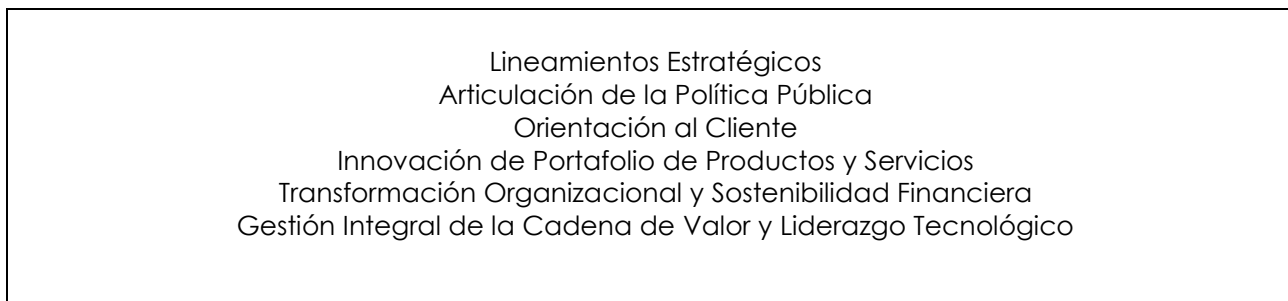 Lineamientos Estratégicos
Articulación de la Política Pública
Orientación al Cliente
Innovación de Portafolio de Productos y Servicios
Transformación Organizacional y Sostenibilidad Financiera
Gestión Integral de la Cadena de Valor y Liderazgo Tecnológico